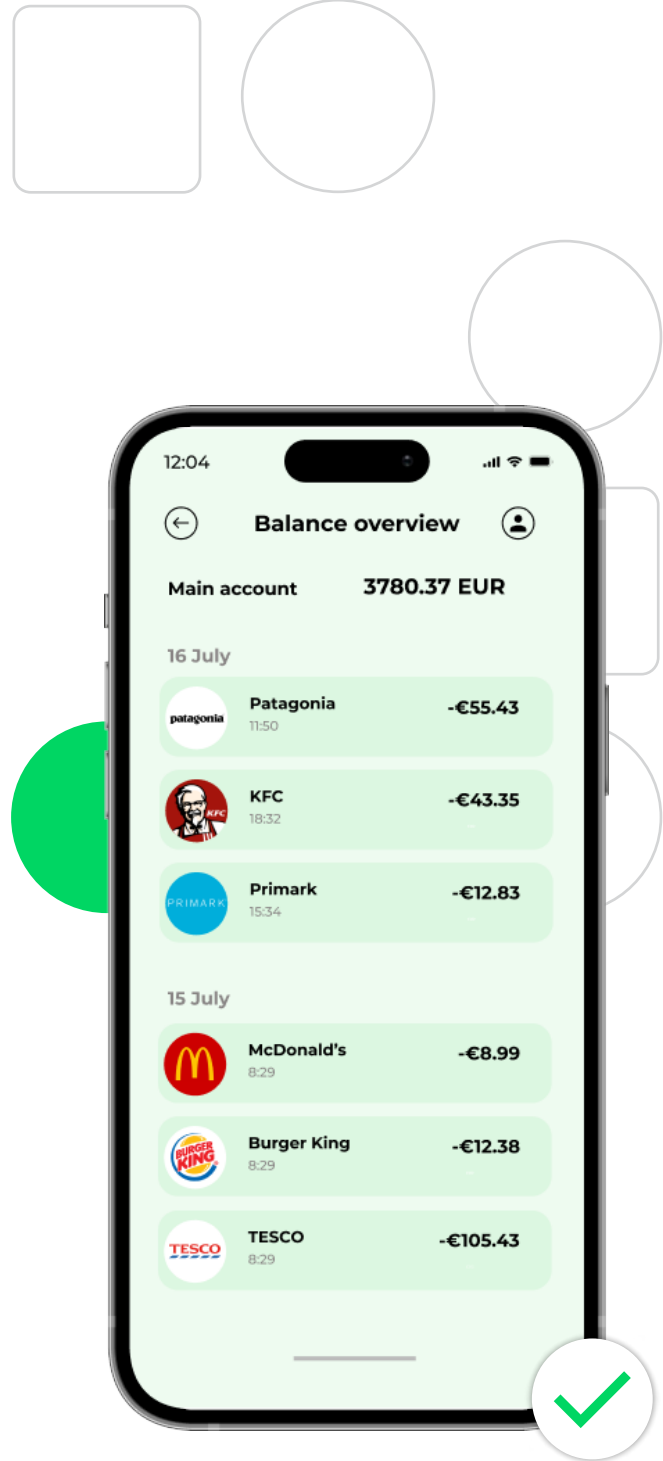 12:04
Balance overview
Main account 3780.37 EUR
16 July
patagonia Patagonia -€55.43
11:50
KFC KFC -€43.35
18:32
PRIMARK Primark -€12.83
15:34
15 July
McDonald’s -€8.99
8:29
BURGER KING Burger King -€12.38
8:29
TESCO TESCO -€105.43
8:29